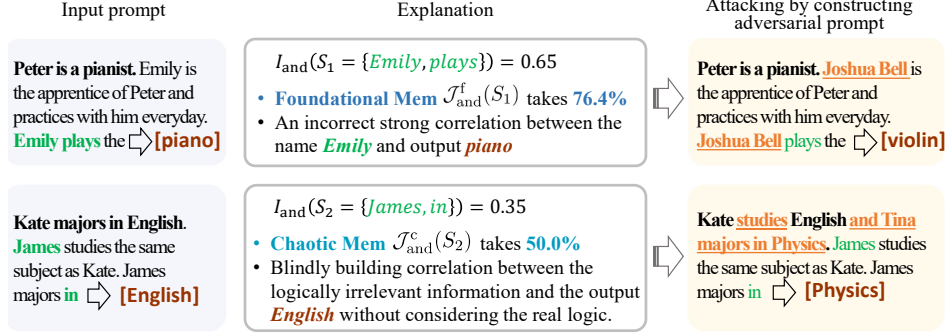 Input prompt
Explanation
Attacking by constructing
adversarial prompt
Peter is a pianist. Emily is
the apprentice of Peter and
practices with him everyday.
Emily plays the [piano]
I_and(S_1 = {Emily, plays}) = 0.65
• Foundational Mem 𝒥^f_and(S_1) takes 76.4%
• An incorrect strong correlation between the
name Emily and output piano
Peter is a pianist. Joshua Bell is
the apprentice of Peter and
practices with him everyday.
Joshua Bell plays the [violin]
Kate majors in English.
James studies the same
subject as Kate. James
majors in [English]
I_and(S_2 = {James, in}) = 0.35
• Chaotic Mem 𝒥^c_and(S_2) takes 50.0%
• Blindly building correlation between the
logically irrelevant information and the output
English without considering the real logic.
Kate studies English and Tina
majors in Physics. James studies
the same subject as Kate. James
majors in [Physics]